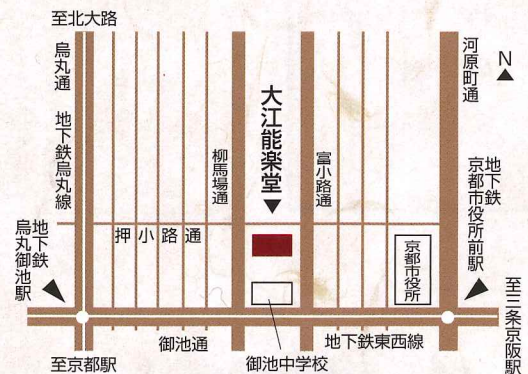 至北大路
烏丸通
地下鉄烏丸線
地下鉄
烏丸御池駅
押小路通
柳馬場通
大江能楽堂
富小路通
河原町通
N
地下鉄
京都市役所前駅
京都市役所
至三条京阪駅
至京都駅
御池通
御池中学校
地下鉄東西線